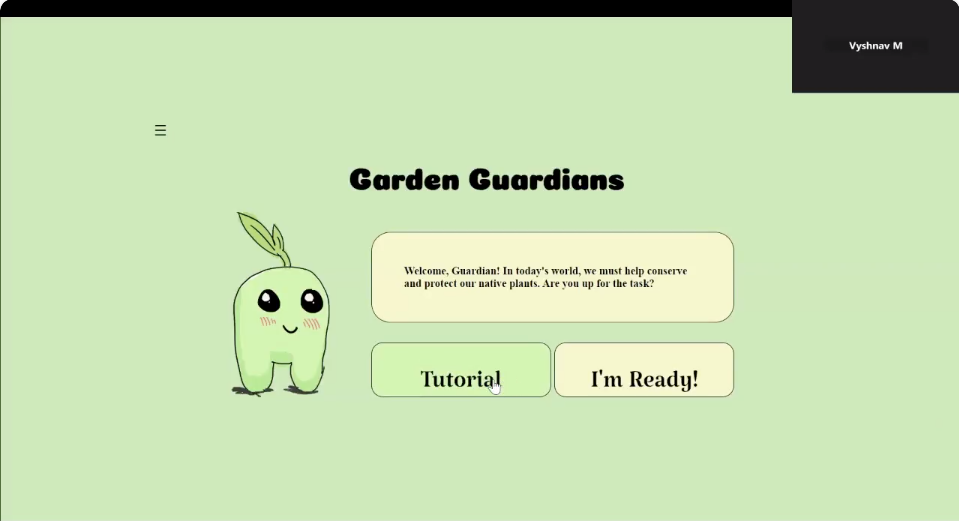 Vyshnav M
Garden Guardians
Welcome, Guardian! In today's world, we must help conserve
and protect our native plants. Are you up for the task?
Tutorial
I'm Ready!